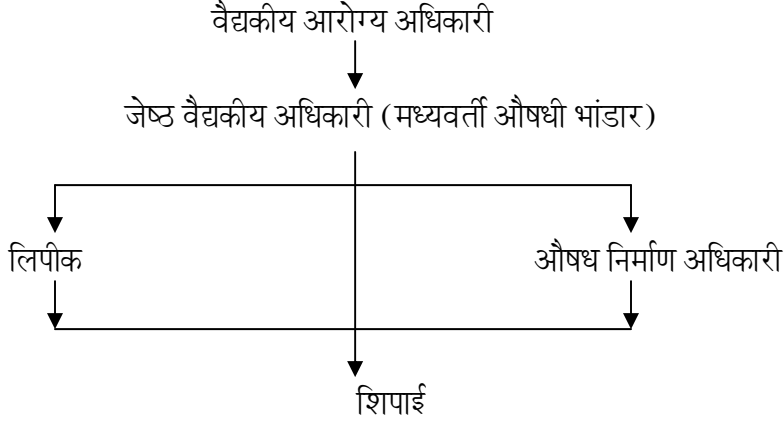 वैद्यकीय आरोग्य अधिकारी
जेष्ठ वैद्यकीय अधिकारी (मध्यवर्ती औषधी भांडार)
लिपीक
औषध निर्माण अधिकारी
शिपाई